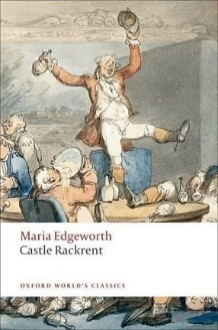 Maria Edgeworth
Castle Rackrent
OXFORD WORLD'S CLASSICS